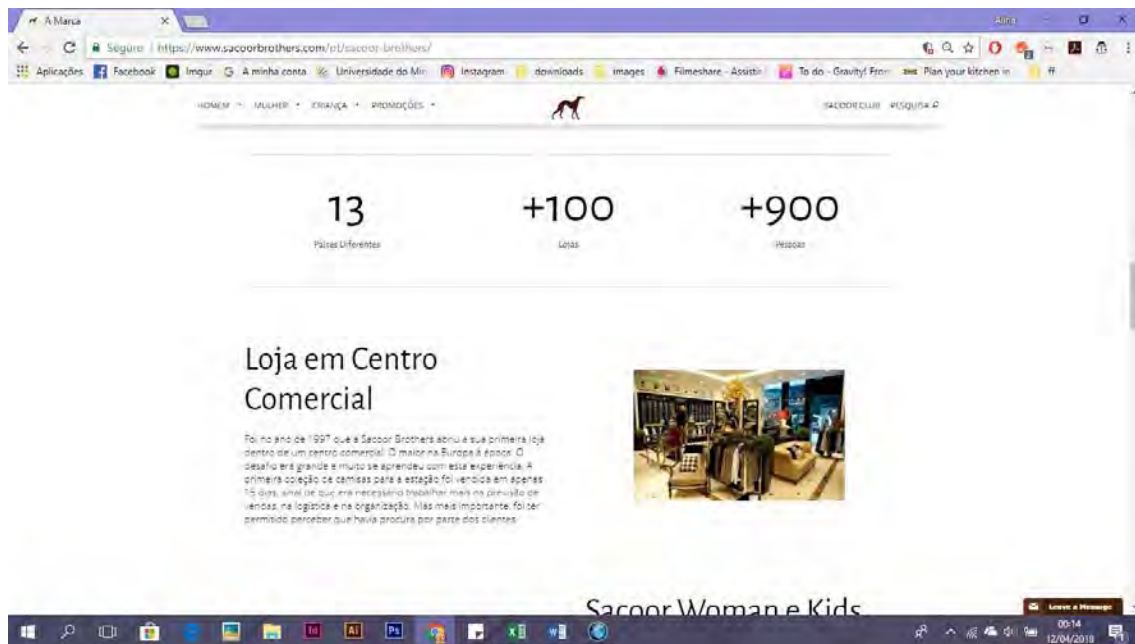 A Marca
Anna
Seguro | https://www.sacoorbrothers.com/pt/sacoor-brothers/
Aplicações Facebook Imgur A minha conta Universidade do Min Instagram downloads images Filmeshare - Assistir To do - Gravity! From Plan your kitchen in ff
HOMEM MULHER CRIANÇA PROMOÇÕES SACOOR CLUB PESQUISA
13 +100 +900
Países Diferentes Lojas Pessoas
Loja em Centro
Comercial
Foi no ano de 1997 que a Sacoor Brothers abriu a sua primeira loja
dentro de um centro comercial. O maior na Europa à época. O
desafio era grande e muito se aprendeu com esta experiência. A
primeira coleção de camisas para a estação foi vendida em apenas
15 dias, sinal de que era necessário trabalhar mais na previsão de
vendas, na logística e na organização. Mas mais importante, foi ter
permitido perceber que havia procura por parte dos clientes.
Sacoor Woman e Kids
Leave a Message
00:14
12/04/2018